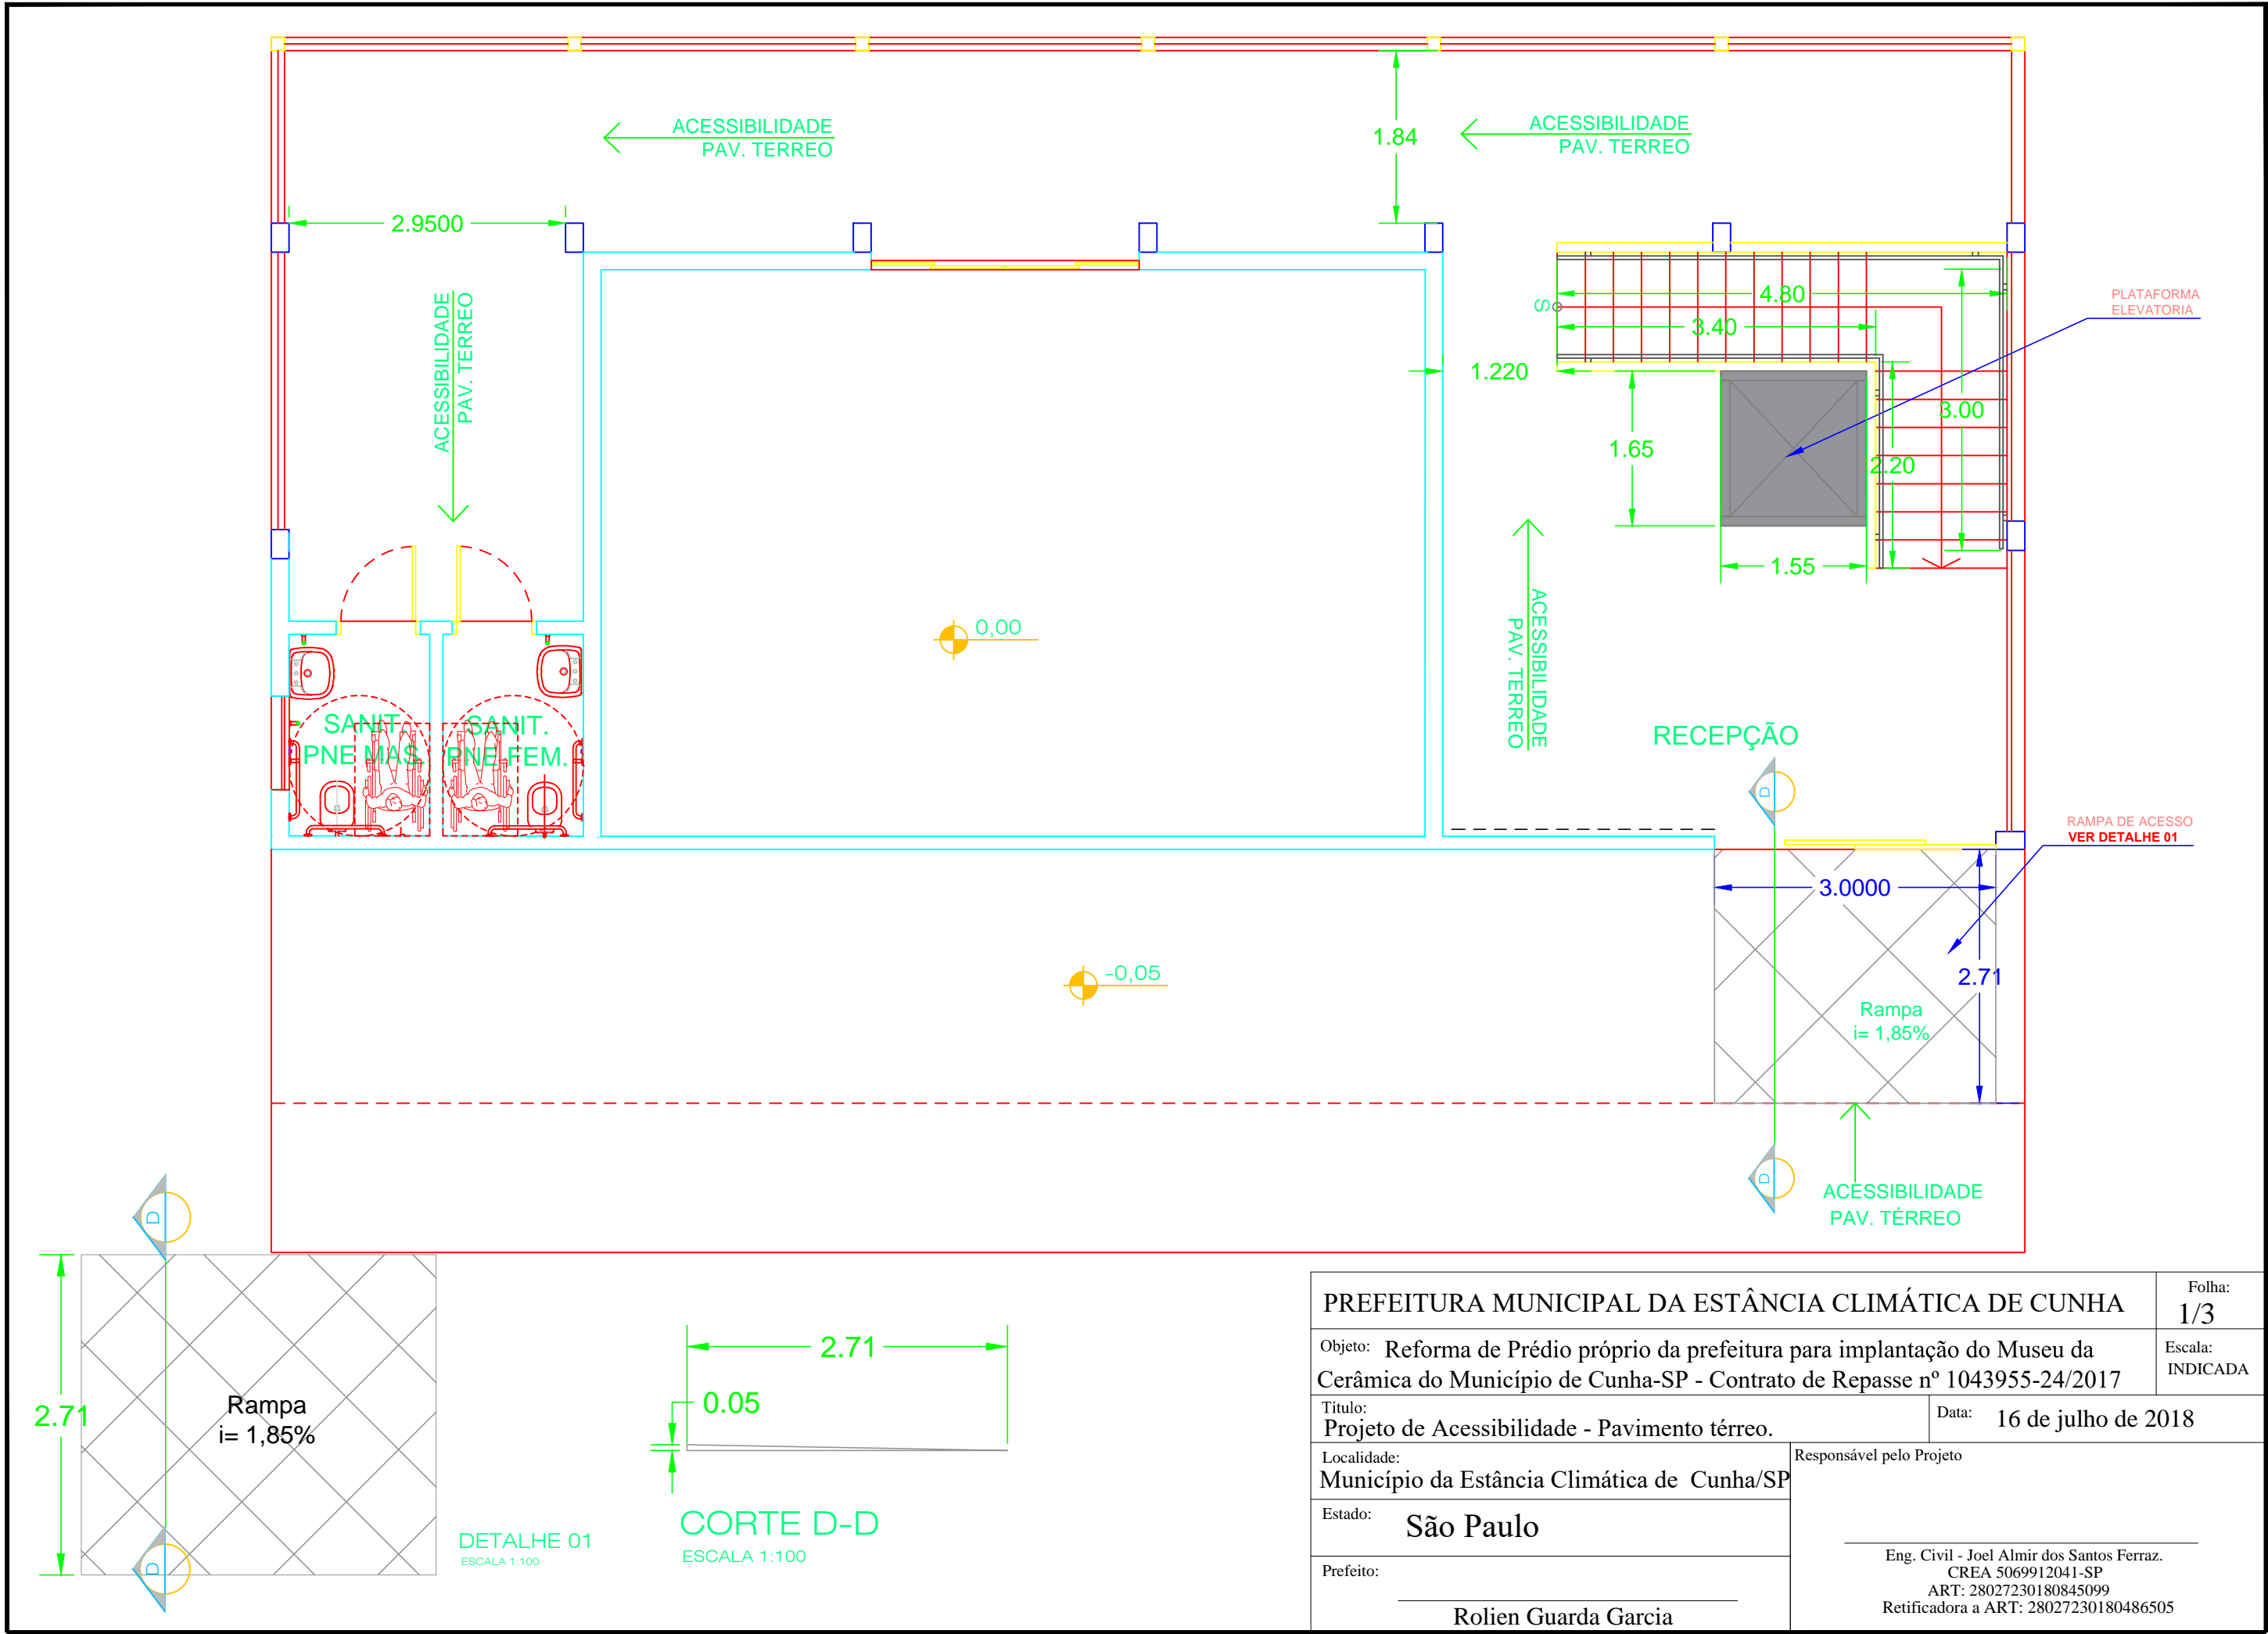 ACESSIBILIDADE
PAV. TERREO
1.84
ACESSIBILIDADE
PAV. TERREO
2.9500
ACESSIBILIDADE
PAV. TERREO
S
4.80
3.40
PLATAFORMA
ELEVATORIA
1.220
3.00
1.65
2.20
1.55
0,00
ACESSIBILIDADE
PAV. TERREO
SANIT.
PNE MAS.
SANIT.
PNE FEM.
RECEPÇÃO
D
RAMPA DE ACESSO
VER DETALHE 01
3.0000
2.71
-0,05
Rampa
i= 1,85%
D
ACESSIBILIDADE
PAV. TÉRREO
D
2.71
Rampa
i= 1,85%
D
DETALHE 01
ESCALA 1:100
2.71
0.05
CORTE D-D
ESCALA 1:100
PREFEITURA MUNICIPAL DA ESTÂNCIA CLIMÁTICA DE CUNHA
Folha:
1/3
Objeto: Reforma de Prédio próprio da prefeitura para implantação do Museu da
Cerâmica do Município de Cunha-SP - Contrato de Repasse nº 1043955-24/2017
Escala:
INDICADA
Título:
Projeto de Acessibilidade - Pavimento térreo.
Data: 16 de julho de 2018
Localidade:
Município da Estância Climática de Cunha/SP
Responsável pelo Projeto
Estado: São Paulo
Prefeito:
Rolien Guarda Garcia
Eng. Civil - Joel Almir dos Santos Ferraz.
CREA 5069912041-SP
ART: 28027230180845099
Retificadora a ART: 28027230180486505